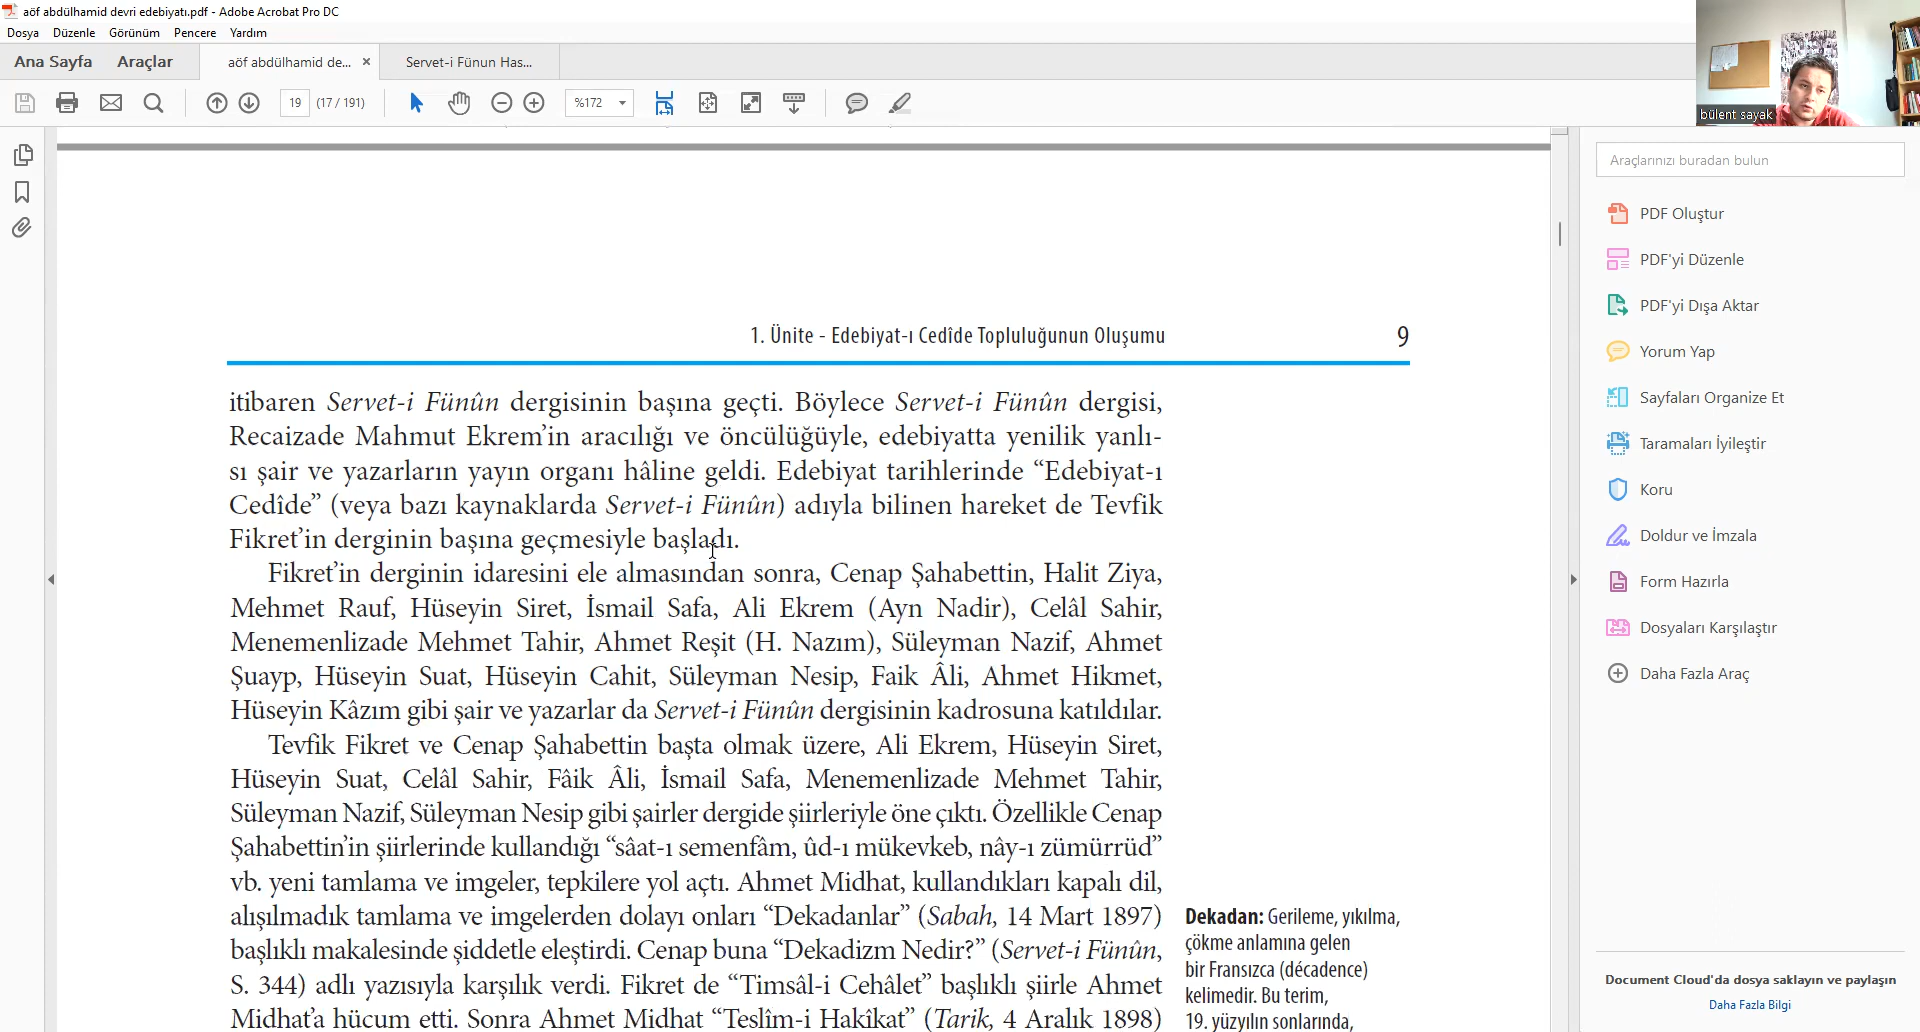 aöf abdülhamid devri edebiyatı.pdf - Adobe Acrobat Pro DC
Dosya Düzenle Görünüm Pencere Yardım
Ana Sayfa Araçlar aöf abdülhamid de... × Servet-i Fünun Has...
19 (17 / 191) %172
bülent sayak
Araçlarınızı buradan bulun
PDF Oluştur
PDF'yi Düzenle
PDF'yi Dışa Aktar
Yorum Yap
Sayfaları Organize Et
Taramaları İyileştir
Koru
Doldur ve İmzala
Form Hazırla
Dosyaları Karşılaştır
Daha Fazla Araç
Document Cloud'da dosya saklayın ve paylaşın
Daha Fazla Bilgi
1. Ünite - Edebiyat-ı Cedîde Topluluğunun Oluşumu 9
itibaren Servet-i Fünûn dergisinin başına geçti. Böylece Servet-i Fünûn dergisi,
Recaizade Mahmut Ekrem’in aracılığı ve öncülüğüyle, edebiyatta yenilik yanlı-
sı şair ve yazarların yayın organı hâline geldi. Edebiyat tarihlerinde “Edebiyat-ı
Cedîde” (veya bazı kaynaklarda Servet-i Fünûn) adıyla bilinen hareket de Tevfik
Fikret’in derginin başına geçmesiyle başladı.
Fikret’in derginin idaresini ele almasından sonra, Cenap Şahabettin, Halit Ziya,
Mehmet Rauf, Hüseyin Siret, İsmail Safa, Ali Ekrem (Ayn Nadir), Celâl Sahir,
Menemenlizade Mehmet Tahir, Ahmet Reşit (H. Nazım), Süleyman Nazif, Ahmet
Şuayp, Hüseyin Suat, Hüseyin Cahit, Süleyman Nesip, Faik Âli, Ahmet Hikmet,
Hüseyin Kâzım gibi şair ve yazarlar da Servet-i Fünûn dergisinin kadrosuna katıldılar.
Tevfik Fikret ve Cenap Şahabettin başta olmak üzere, Ali Ekrem, Hüseyin Siret,
Hüseyin Suat, Celâl Sahir, Fâik Âli, İsmail Safa, Menemenlizade Mehmet Tahir,
Süleyman Nazif, Süleyman Nesip gibi şairler dergide şiirleriyle öne çıktı. Özellikle Cenap
Şahabettin’in şiirlerinde kullandığı “sâat-ı semenfâm, ûd-ı mükevkeb, nây-ı zümürrüd”
vb. yeni tamlama ve imgeler, tepkilere yol açtı. Ahmet Midhat, kullandıkları kapalı dil,
alışılmadık tamlama ve imgelerden dolayı onları “Dekadanlar” (Sabah, 14 Mart 1897)
başlıklı makalesinde şiddetle eleştirdi. Cenap buna “Dekadizm Nedir?” (Servet-i Fünûn,
S. 344) adlı yazısıyla karşılık verdi. Fikret de “Timsâl-i Cehâlet” başlıklı şiirle Ahmet
Midhat’a hücum etti. Sonra Ahmet Midhat “Teslîm-i Hakîkat” (Tarik, 4 Aralık 1898)
Dekadan: Gerileme, yıkılma,
çökme anlamına gelen
bir Fransızca (décadence)
kelimedir. Bu terim,
19. yüzyılın sonlarında,